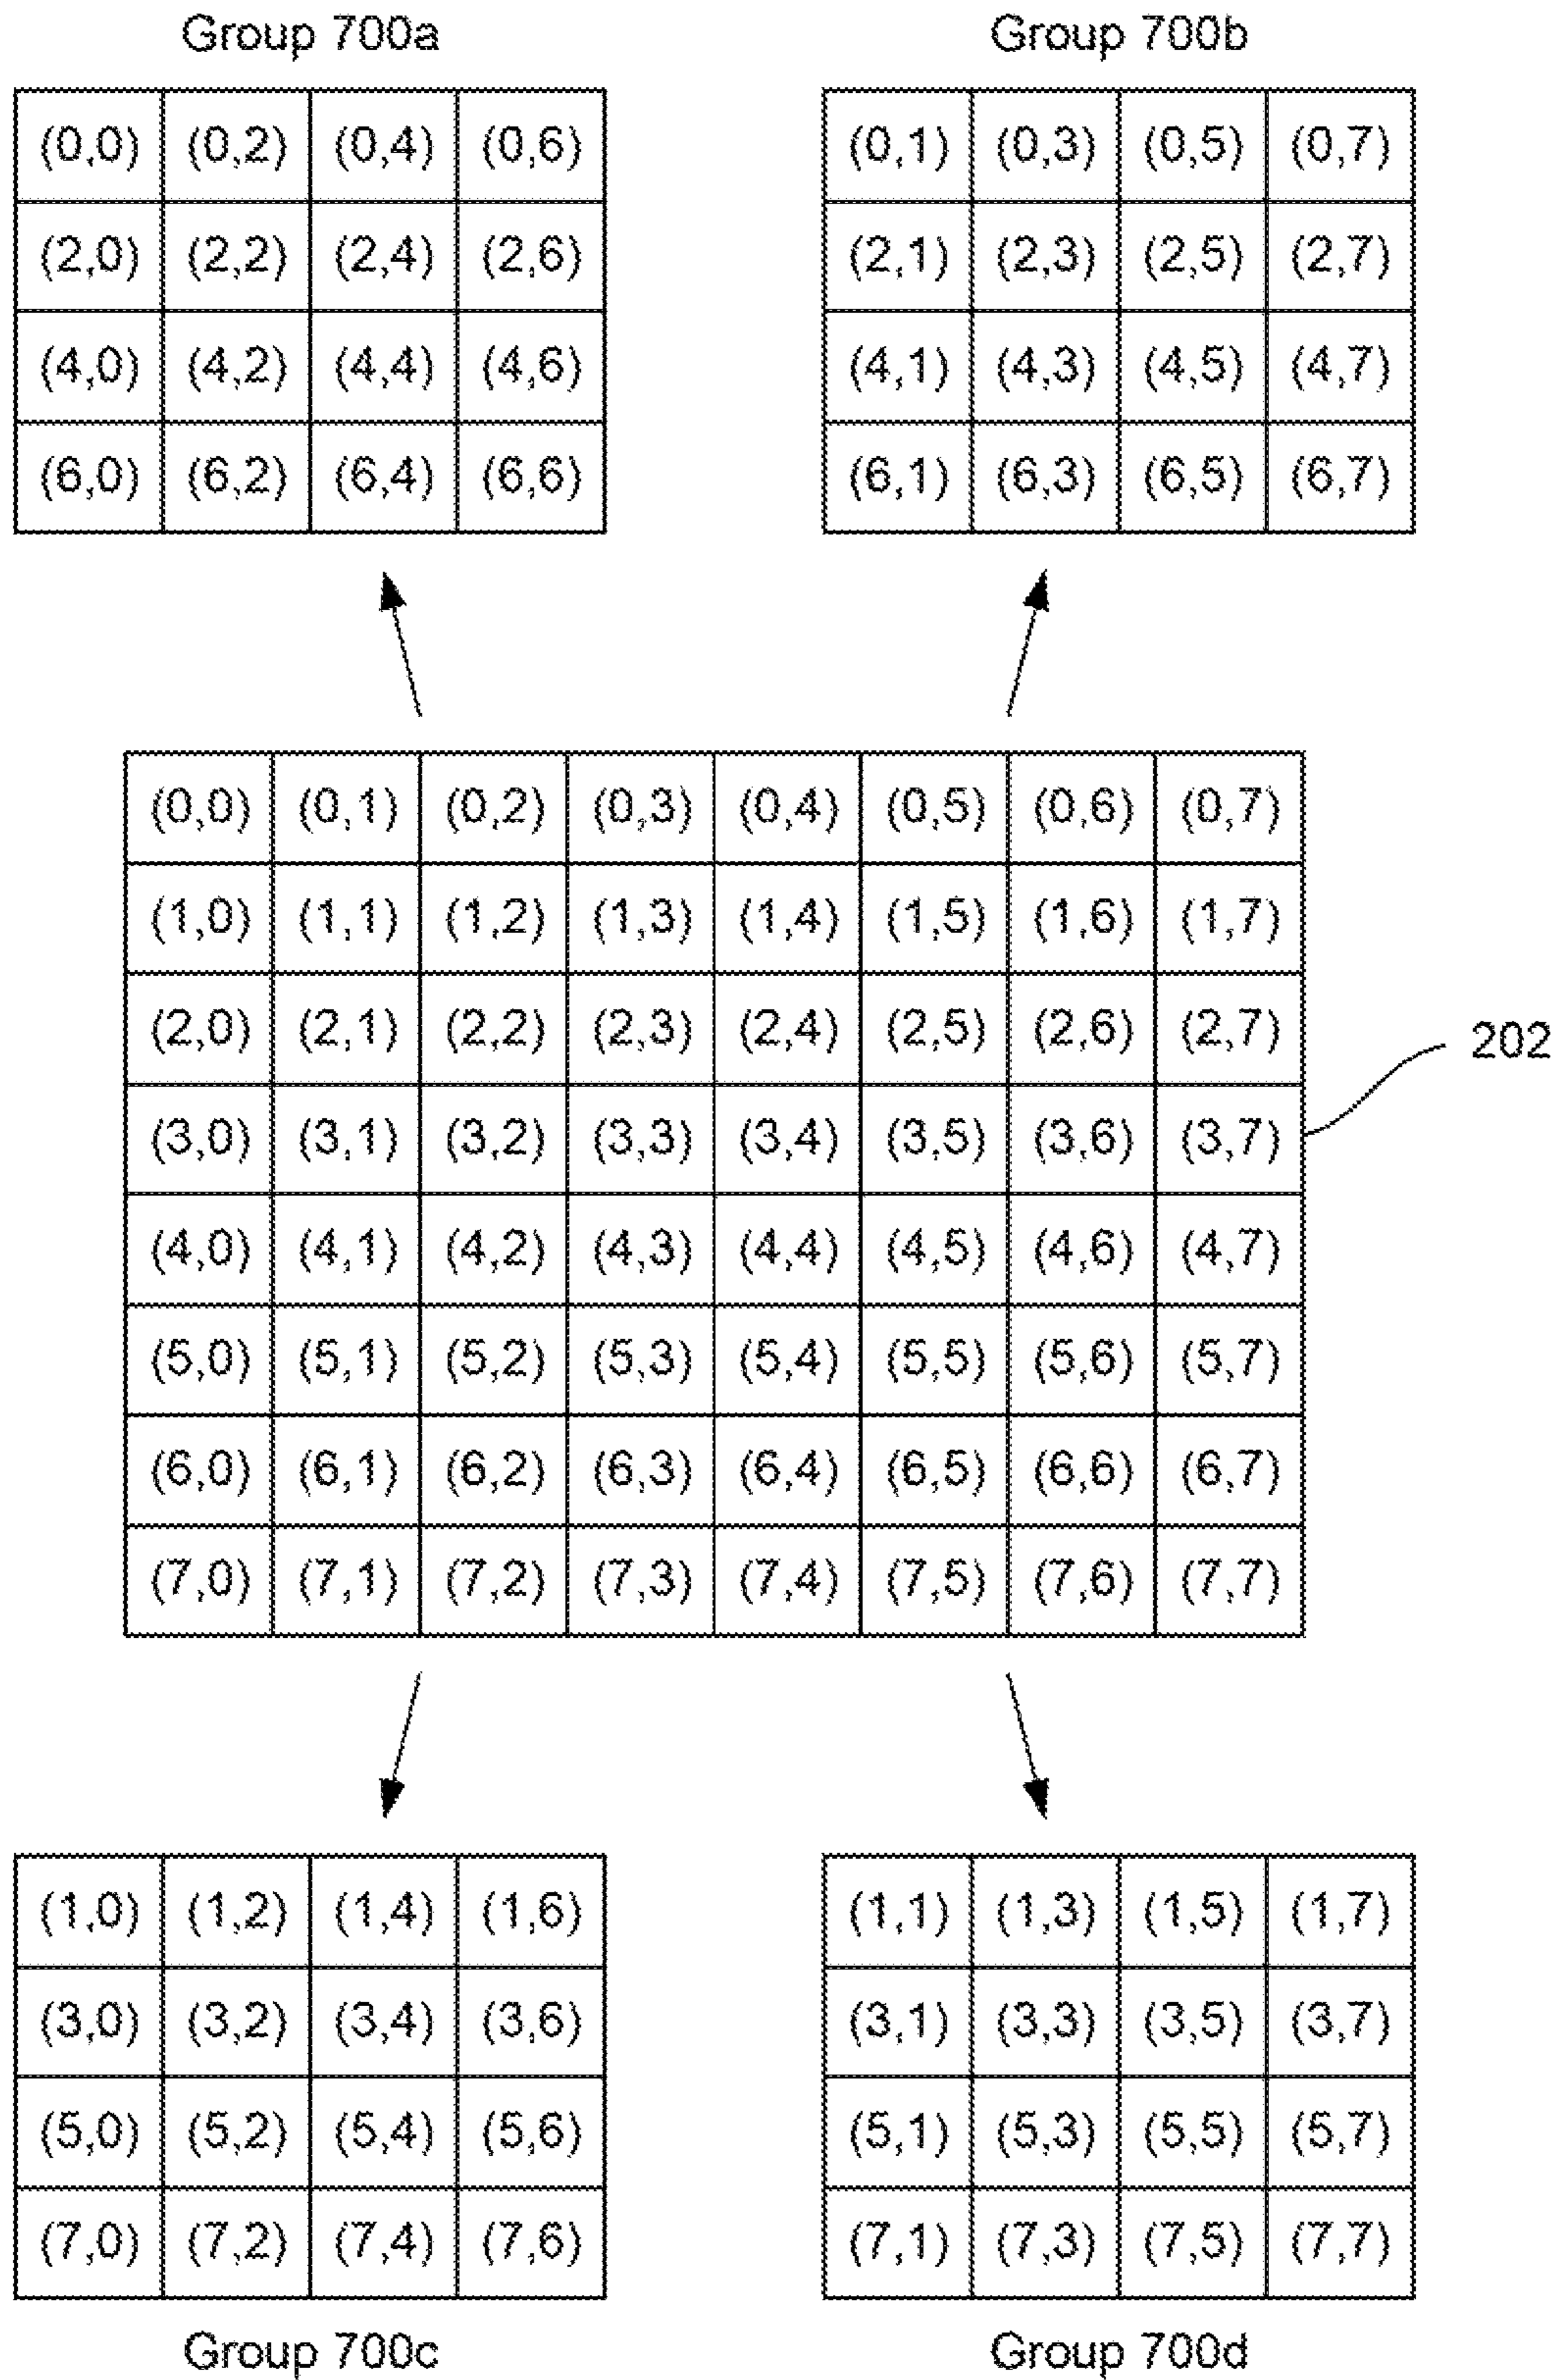 Group 700a Group 700b
(0,0) (0,2) (0,4) (0,6) (0,1) (0,3) (0,5) (0,7)
(2,0) (2,2) (2,4) (2,6) (2,1) (2,3) (2,5) (2,7)
(4,0) (4,2) (4,4) (4,6) (4,1) (4,3) (4,5) (4,7)
(6,0) (6,2) (6,4) (6,6) (6,1) (6,3) (6,5) (6,7)
(0,0) (0,1) (0,2) (0,3) (0,4) (0,5) (0,6) (0,7)
(1,0) (1,1) (1,2) (1,3) (1,4) (1,5) (1,6) (1,7)
(2,0) (2,1) (2,2) (2,3) (2,4) (2,5) (2,6) (2,7)
202
(3,0) (3,1) (3,2) (3,3) (3,4) (3,5) (3,6) (3,7)
(4,0) (4,1) (4,2) (4,3) (4,4) (4,5) (4,6) (4,7)
(5,0) (5,1) (5,2) (5,3) (5,4) (5,5) (5,6) (5,7)
(6,0) (6,1) (6,2) (6,3) (6,4) (6,5) (6,6) (6,7)
(7,0) (7,1) (7,2) (7,3) (7,4) (7,5) (7,6) (7,7)
(1,0) (1,2) (1,4) (1,6) (1,1) (1,3) (1,5) (1,7)
(3,0) (3,2) (3,4) (3,6) (3,1) (3,3) (3,5) (3,7)
(5,0) (5,2) (5,4) (5,6) (5,1) (5,3) (5,5) (5,7)
(7,0) (7,2) (7,4) (7,6) (7,1) (7,3) (7,5) (7,7)
Group 700c Group 700d